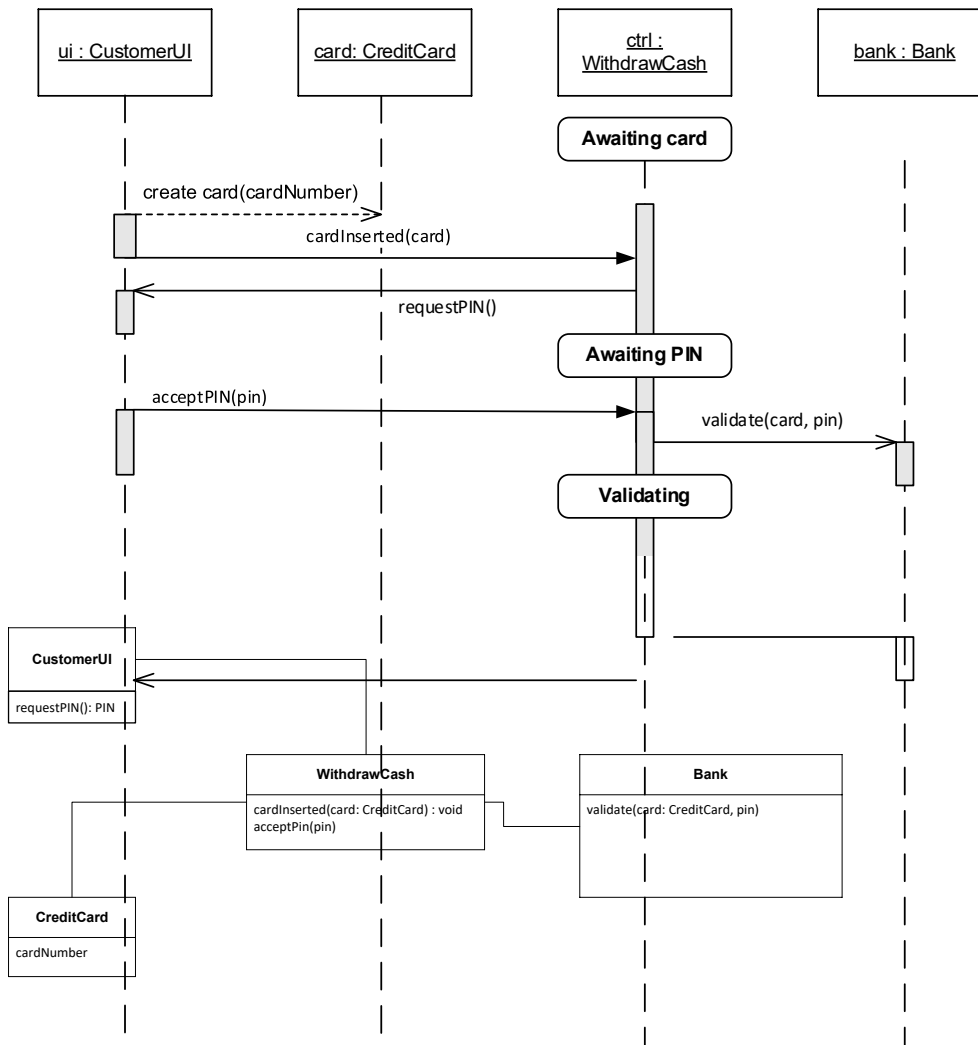 ui : CustomerUI
card: CreditCard
ctrl :
WithdrawCash
bank : Bank
Awaiting card
create card(cardNumber)
cardInserted(card)
requestPIN()
Awaiting PIN
acceptPIN(pin)
validate(card, pin)
Validating
CustomerUI
requestPIN(): PIN
WithdrawCash
cardInserted(card: CreditCard) : void
acceptPin(pin)
Bank
validate(card: CreditCard, pin)
CreditCard
cardNumber